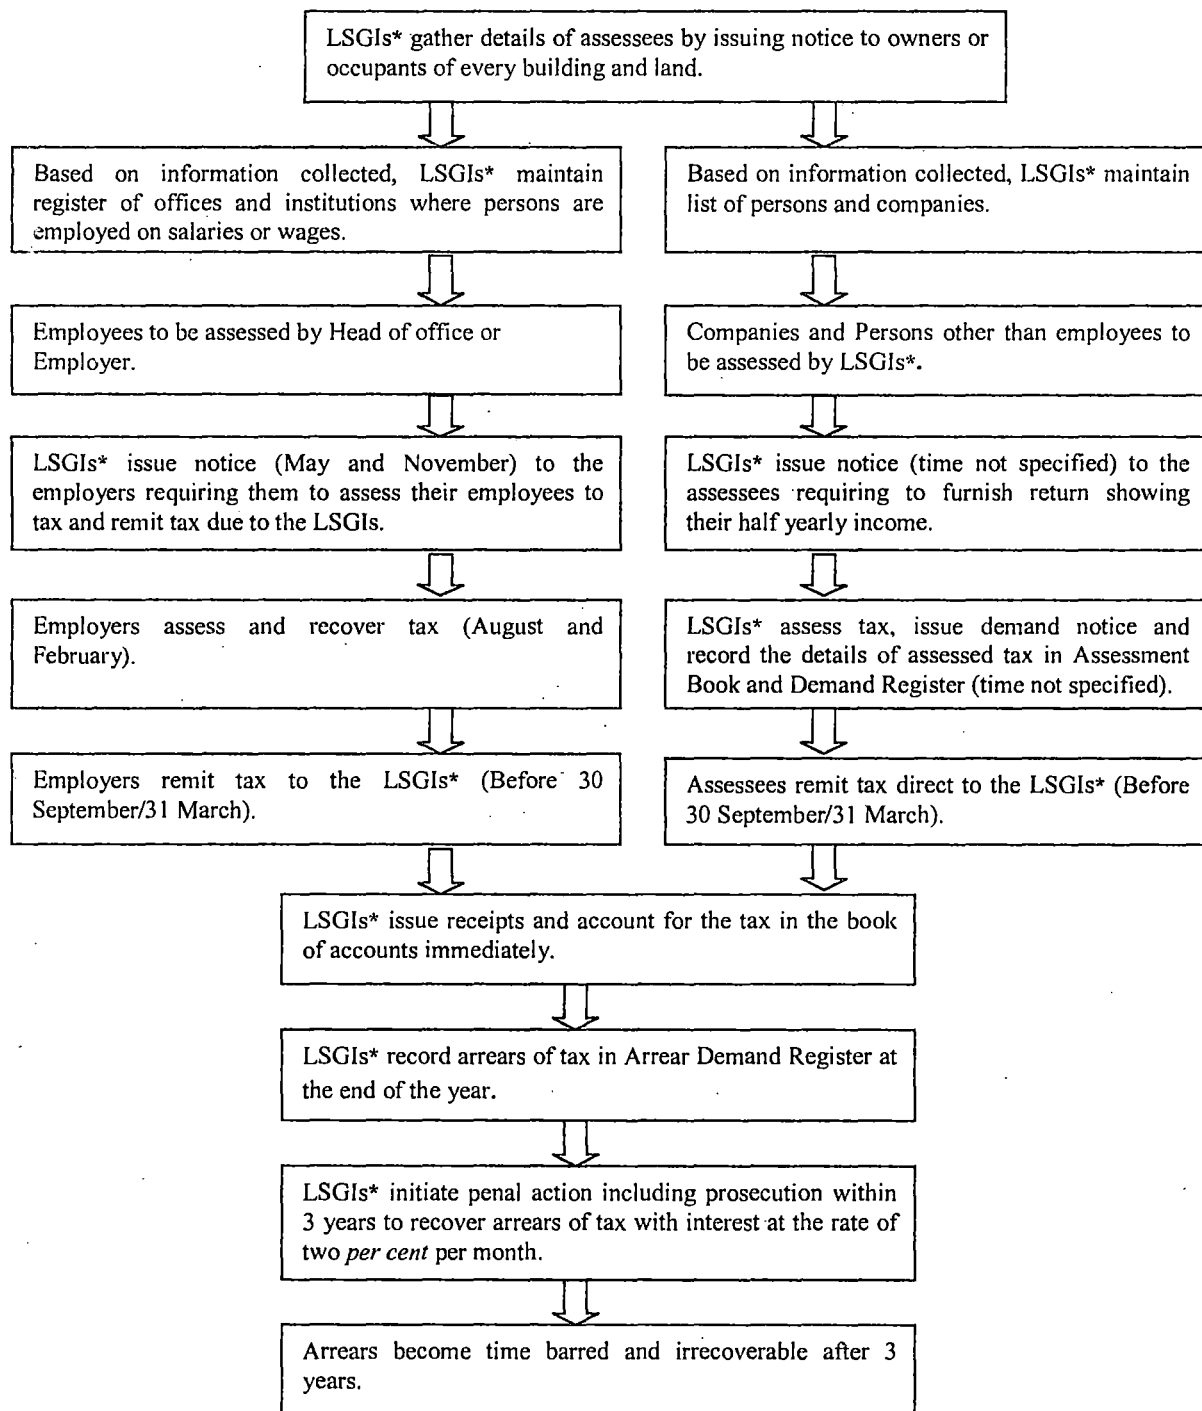 LSGIs* gather details of assessees by issuing notice to owners or
occupants of every building and land.
Based on information collected, LSGIs* maintain
register of offices and institutions where persons are
employed on salaries or wages.
Based on information collected, LSGIs* maintain
list of persons and companies.
Employees to be assessed by Head of office or
Employer.
Companies and Persons other than employees to
be assessed by LSGIs*.
LSGIs* issue notice (May and November) to the
employers requiring them to assess their employees to
tax and remit tax due to the LSGIs.
LSGIs* issue notice (time not specified) to the
assessees requiring to furnish return showing
their half yearly income.
Employers assess and recover tax (August and
February).
LSGIs* assess tax, issue demand notice and
record the details of assessed tax in Assessment
Book and Demand Register (time not specified).
Employers remit tax to the LSGIs* (Before 30
September/31 March).
Assessees remit tax direct to the LSGIs* (Before
30 September/31 March).
LSGIs* issue receipts and account for the tax in the book
of accounts immediately.
LSGIs* record arrears of tax in Arrear Demand Register at
the end of the year.
LSGIs* initiate penal action including prosecution within
3 years to recover arrears of tax with interest at the rate of
two per cent per month.
Arrears become time barred and irrecoverable after 3
years.